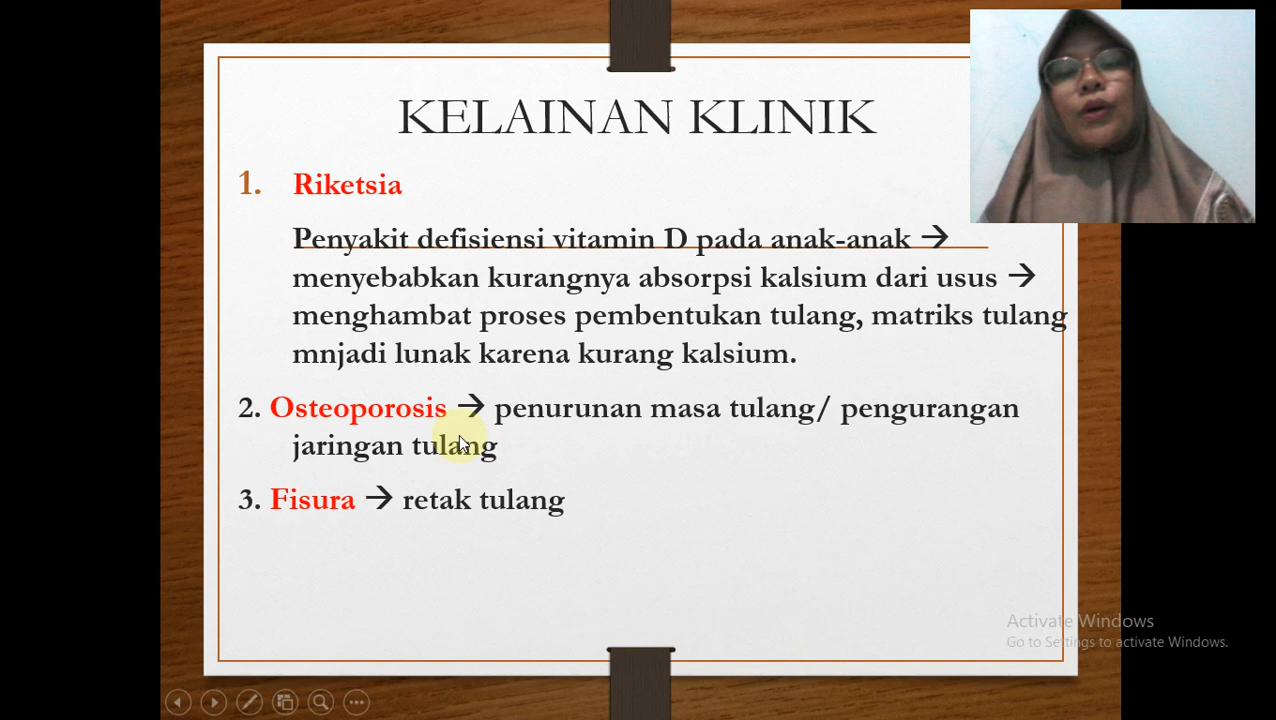 KELAINAN KLINIK
1. Riketsia
Penyakit defisiensi vitamin D pada anak-anak →
menyebabkan kurangnya absorpsi kalsium dari usus →
menghambat proses pembentukan tulang, matriks tulang
mnjadi lunak karena kurang kalsium.
2. Osteoporosis → penurunan masa tulang/ pengurangan
jaringan tulang
3. Fisura → retak tulang
Activate Windows
Go to Settings to activate Windows.